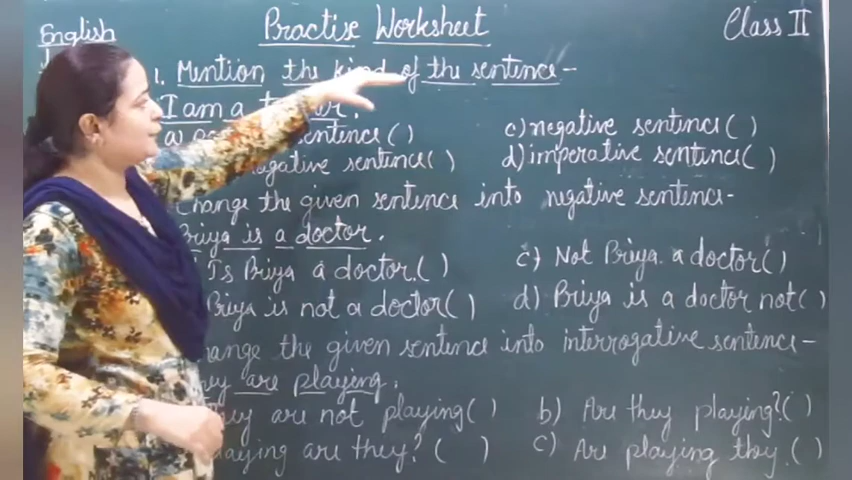 English
Practise Worksheet
Class II
1. Mention the kind of the sentence -
I am a
sentence ( )
c) negative sentence ( )
sentence ( )
d) imperative sentence ( )
Change the given sentence into negative sentence -
Priya is a doctor.
Is Priya a doctor. ( )
c) Not Priya a doctor ( )
Priya is not a doctor ( )
d) Priya is a doctor not ( )
Change the given sentence into interrogative sentence -
They are playing.
They are not playing ( )
b) Are they playing? ( )
Playing are they? ( )
c) Are playing they. ( )